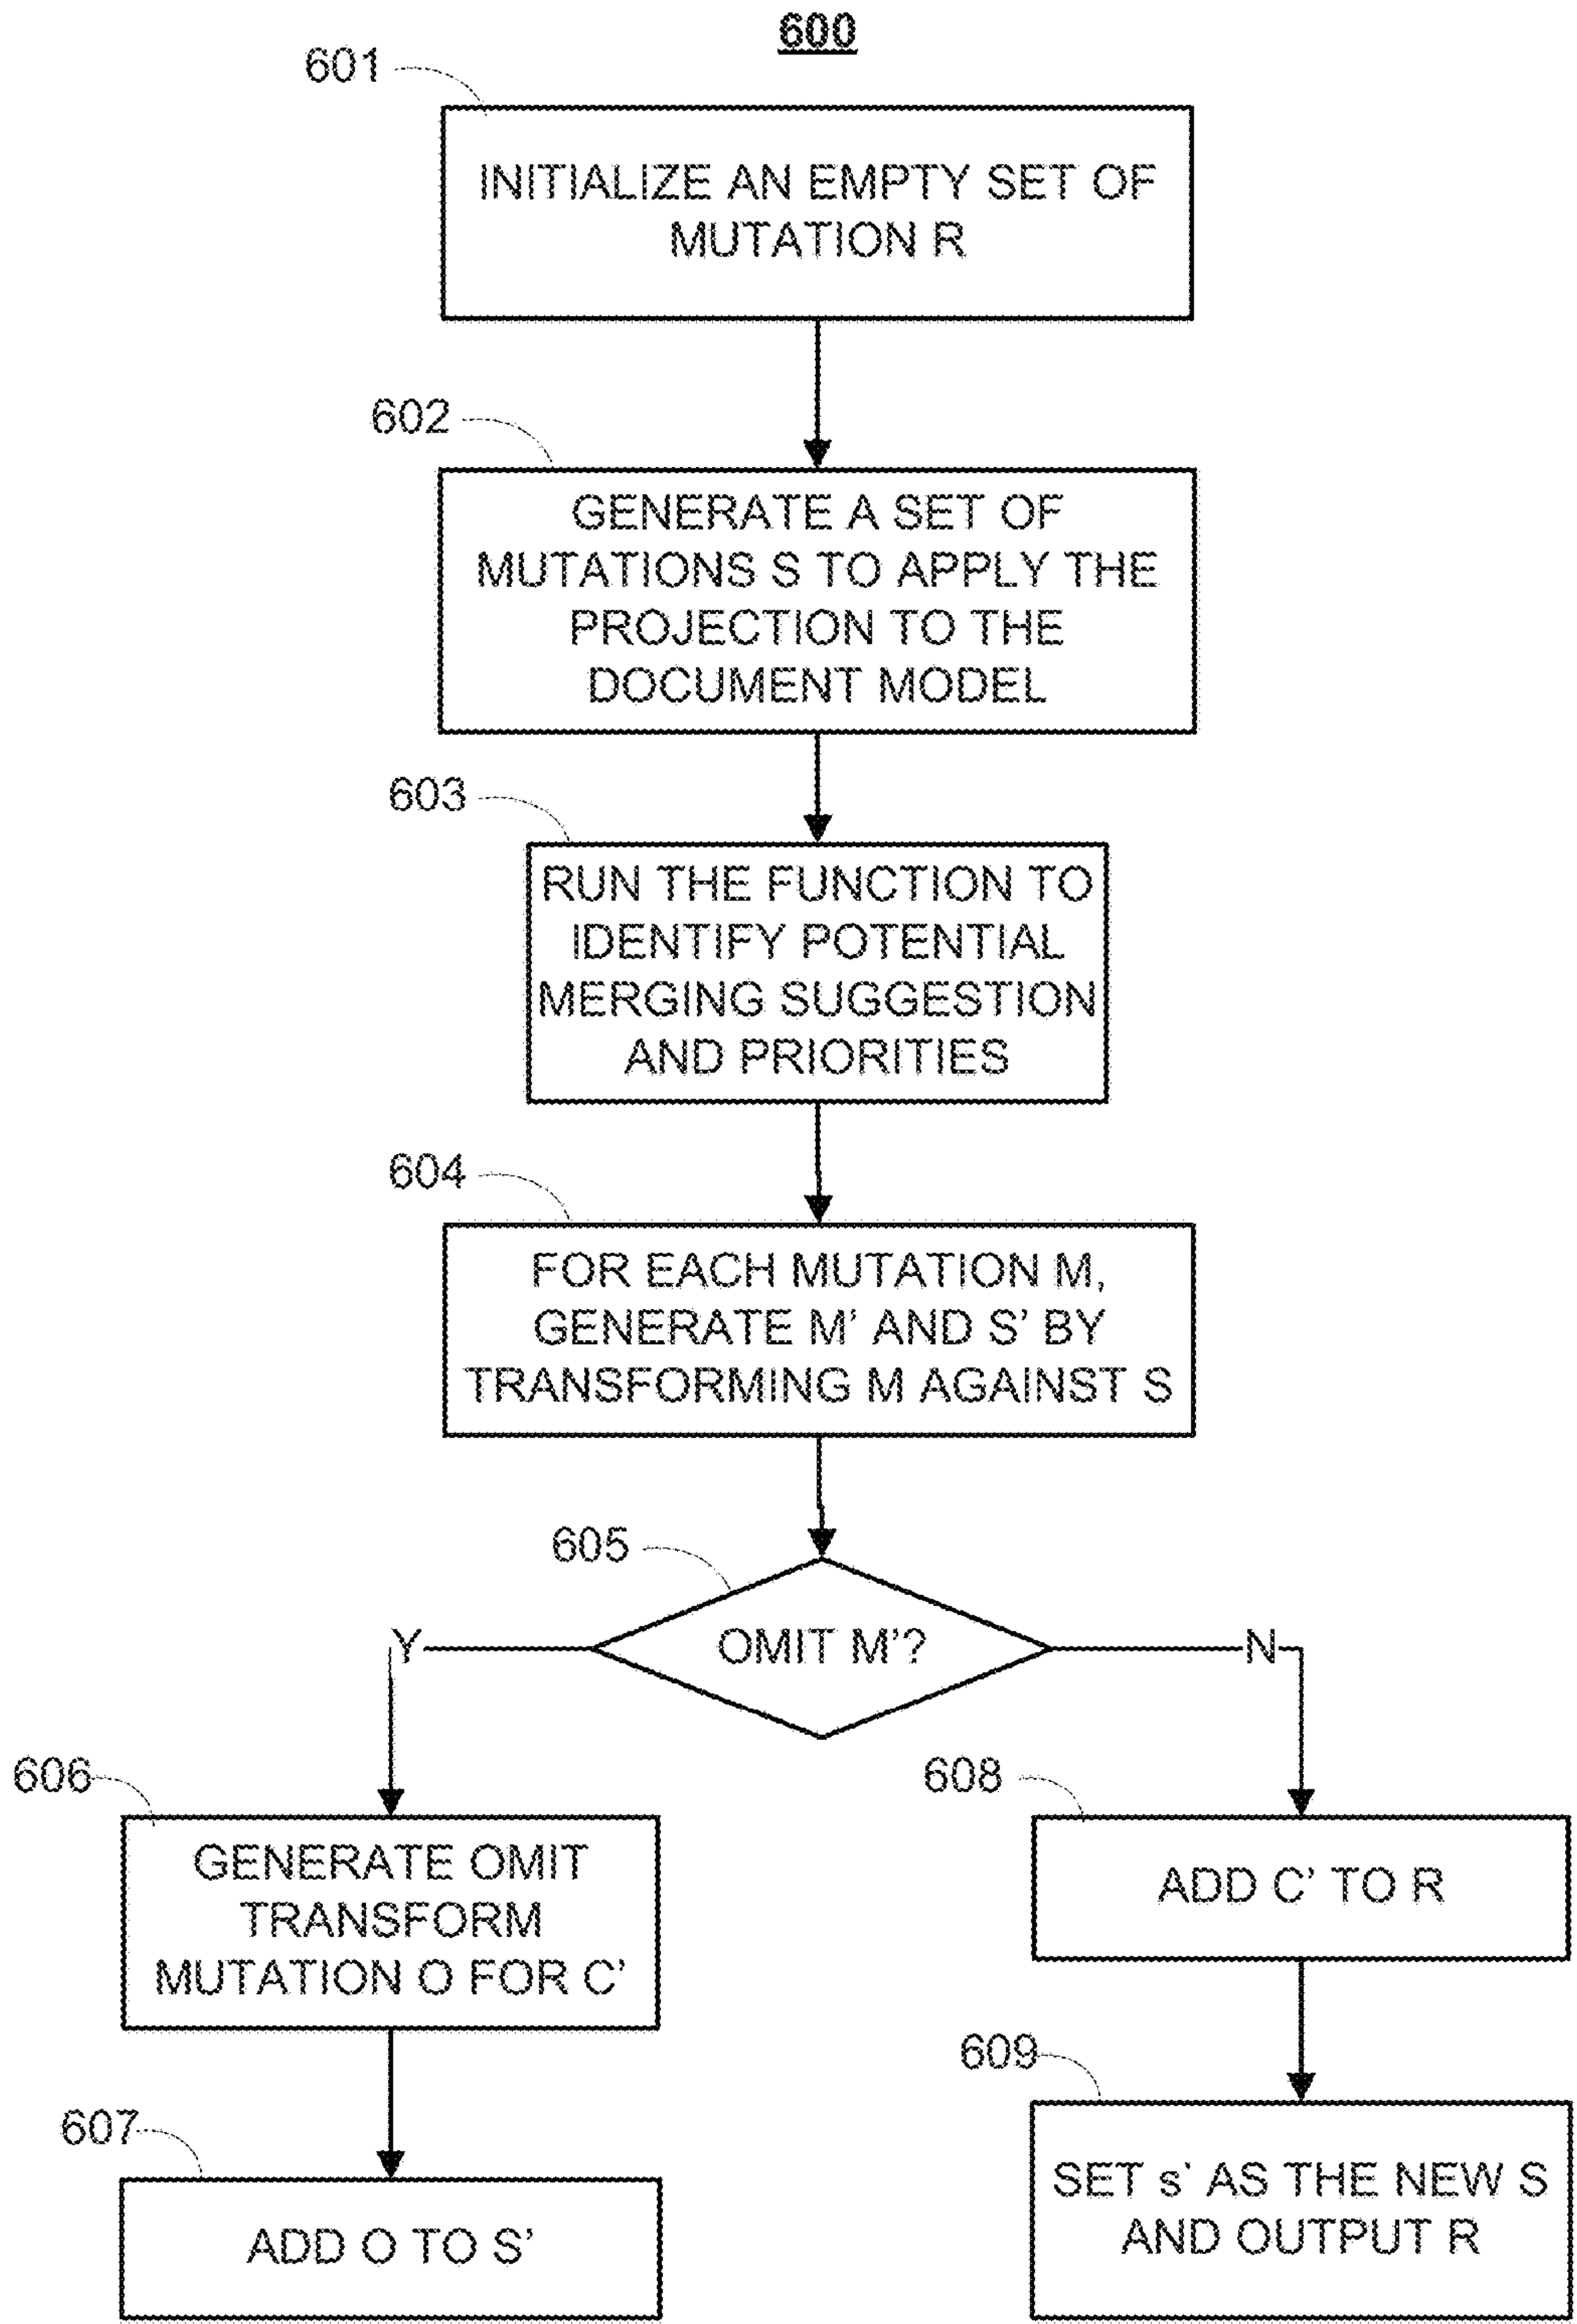 600
601
INITIALIZE AN EMPTY SET OF
MUTATION R
602
GENERATE A SET OF
MUTATIONS S TO APPLY THE
PROJECTION TO THE
DOCUMENT MODEL
603
RUN THE FUNCTION TO
IDENTIFY POTENTIAL
MERGING SUGGESTION
AND PRIORITIES
604
FOR EACH MUTATION M,
GENERATE M' AND S' BY
TRANSFORMING M AGAINST S
605
OMIT M'?
Y
N
606
GENERATE OMIT
TRANSFORM
MUTATION O FOR C'
607
ADD O TO S'
608
ADD C' TO R
609
SET s' AS THE NEW S
AND OUTPUT R